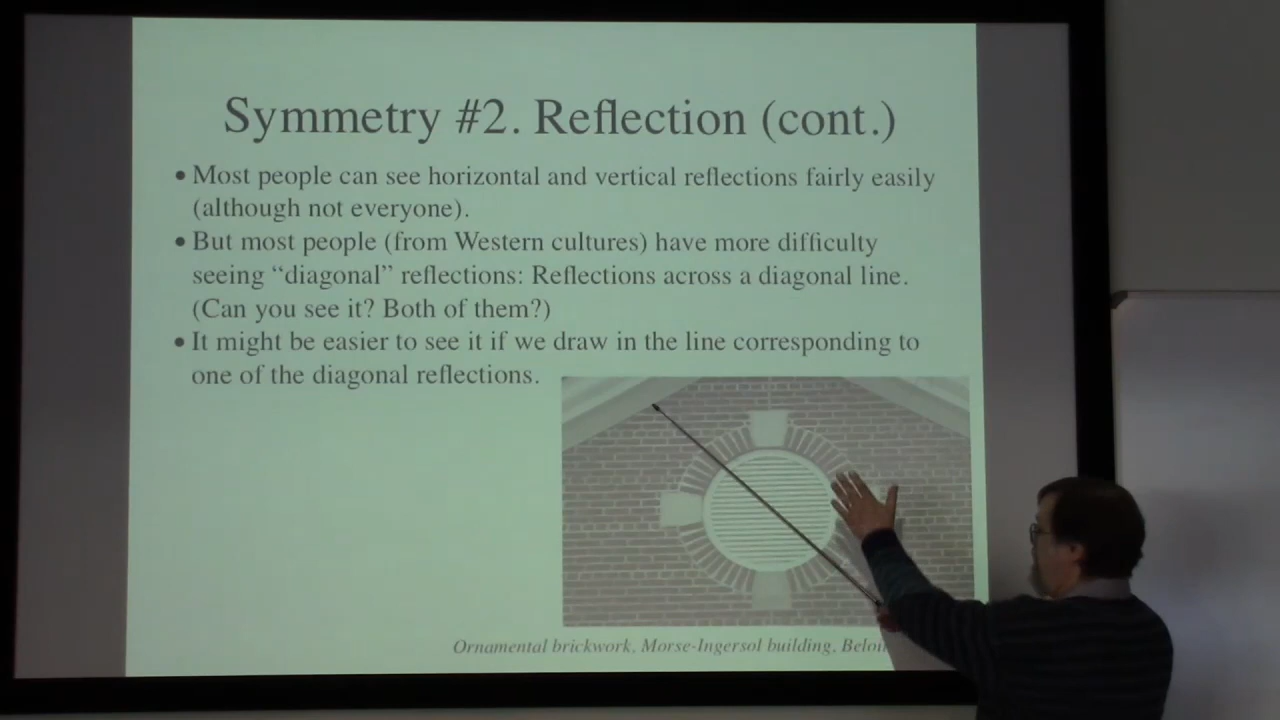 Symmetry #2. Reflection (cont.)
• Most people can see horizontal and vertical reflections fairly easily
(although not everyone).
• But most people (from Western cultures) have more difficulty
seeing “diagonal” reflections: Reflections across a diagonal line.
(Can you see it? Both of them?)
• It might be easier to see it if we draw in the line corresponding to
one of the diagonal reflections.
Ornamental brickwork, Morse-Ingersol building,